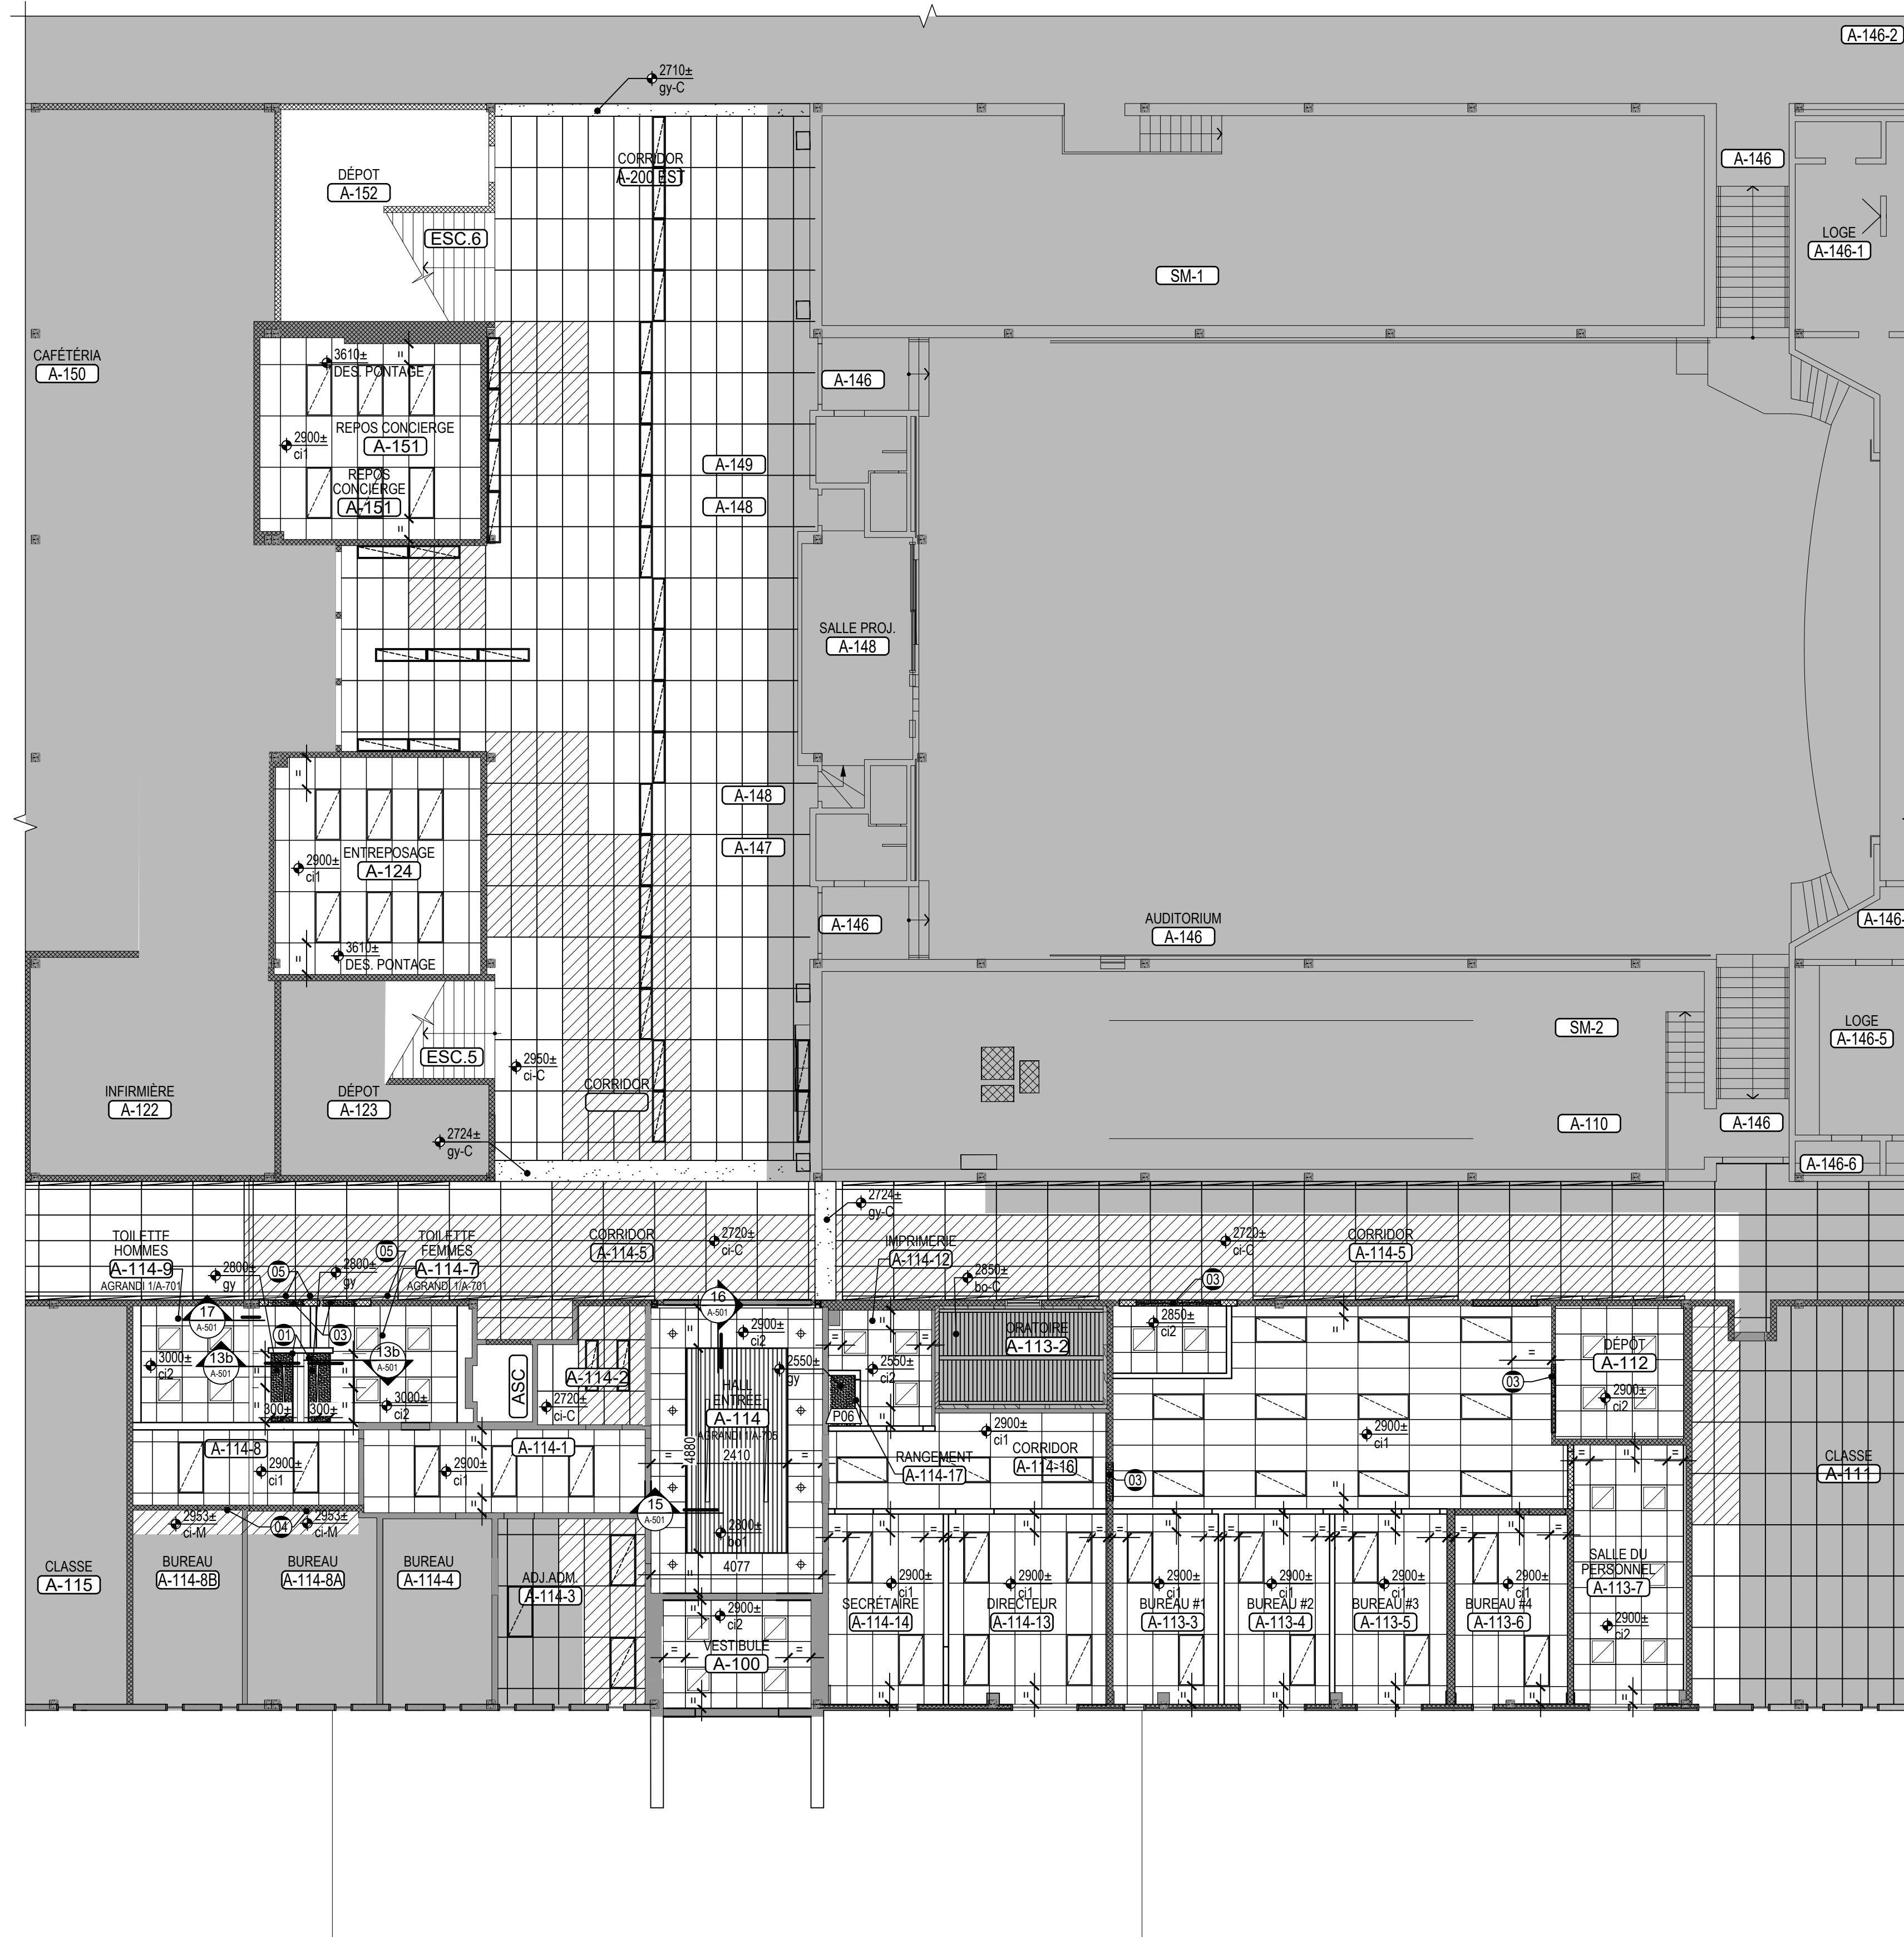 A-146-2
2710±
gy-C
CORRIDOR
A-200 EST
DÉPOT
A-152
ESC.6
A-146
LOGE
A-146-1
SM-1
CAFÉTÉRIA
A-150
3610±
DES. PONTAGE
REPOS CONCIERGE
A-151
2900±
ci1
REPOS
CONCIERGE
A-151
A-146
A-149
A-148
SALLE PROJ.
A-148
A-148
A-147
ENTREPOSAGE
A-124
2900±
ci1
3610±
DES. PONTAGE
A-146
AUDITORIUM
A-146
A-146-
SM-2
LOGE
A-146-5
ESC.5
2950±
ci-C
CORRIDOR
INFIRMIÈRE
A-122
DÉPOT
A-123
A-110
A-146
2724±
gy-C
A-146-6
2724±
gy-C
TOILETTE
HOMMES
A-114-9
AGRANDI 1/A-701
2800±
gy
05
05
2800±
gy
TOILETTE
FEMMES
A-114-7
AGRANDI 1/A-701
CORRIDOR
A-114-5
2720±
ci-C
IMPRIMERIE
A-114-12
2850±
bo-C
2720±
ci-C
CORRIDOR
A-114-5
03
17
A-501
01
03
13b
A-501
13b
A-501
3000±
ci2
3000±
ci2
300±
300±
ASC
A-114-2
2720±
ci-C
16
A-501
2900±
ci2
2550±
gy
2550±
ci2
HALL
ENTRÉE
A-114
AGRANDI 1/A-705
4880
2410
P06
ORATOIRE
A-113-2
2850±
ci2
DÉPÔT
A-112
2900±
ci2
03
A-114-8
2900±
ci1
A-114-1
2900±
ci1
RANGEMENT
A-114-17
2900±
ci1
CORRIDOR
A-114-16
03
2900±
ci1
CLASSE
A-111
15
A-501
2953±
ci-M
04
2953±
ci-M
2800±
bo1
4077
CLASSE
A-115
BUREAU
A-114-8B
BUREAU
A-114-8A
BUREAU
A-114-4
ADJ.ADM.
A-114-3
2900±
ci2
VESTIBULE
A-100
2900±
ci1
SECRÉTAIRE
A-114-14
2900±
ci1
DIRECTEUR
A-114-13
2900±
ci1
BUREAU #1
A-113-3
2900±
ci1
BUREAU #2
A-113-4
2900±
ci1
BUREAU #3
A-113-5
2900±
ci1
BUREAU #4
A-113-6
SALLE DU
PERSONNEL
A-113-7
2900±
ci2